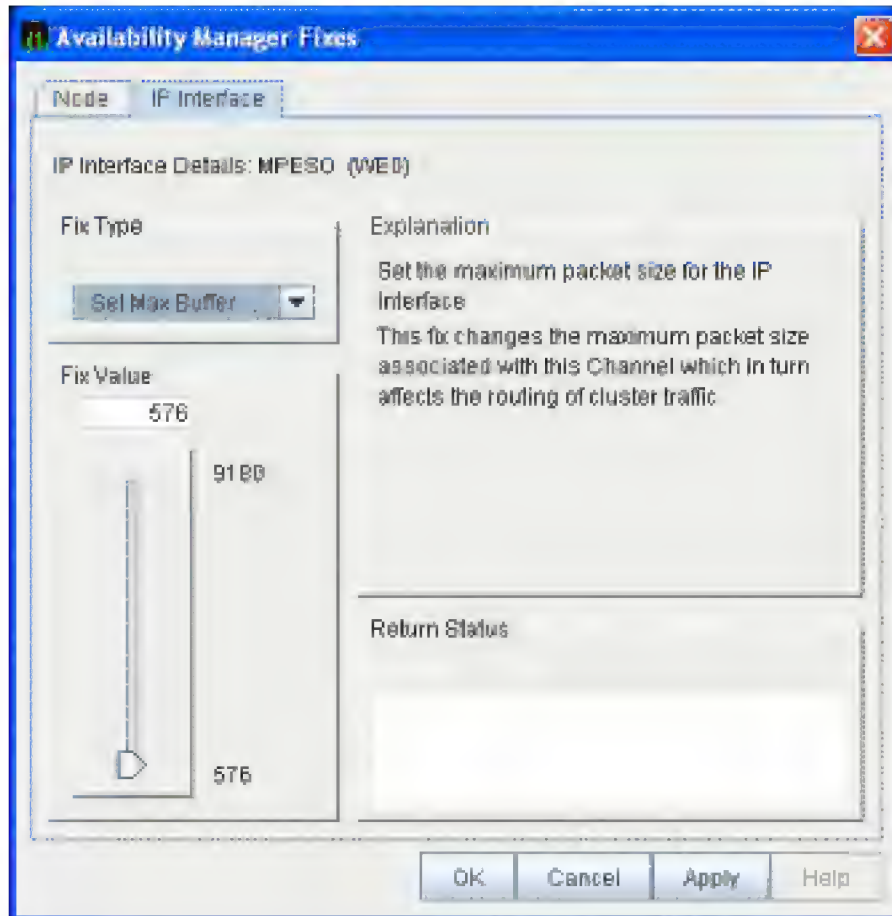 Availability Manager Fixes
Node IP Interface
IP Interface Details: MPESO (WE0)
Fix Type
Set Max Buffer
Explanation
Set the maximum packet size for the IP
interface
This fix changes the maximum packet size
associated with this Channel which in turn
affects the routing of cluster traffic
Fix Value
576
9180
576
Return Status
OK Cancel Apply Help